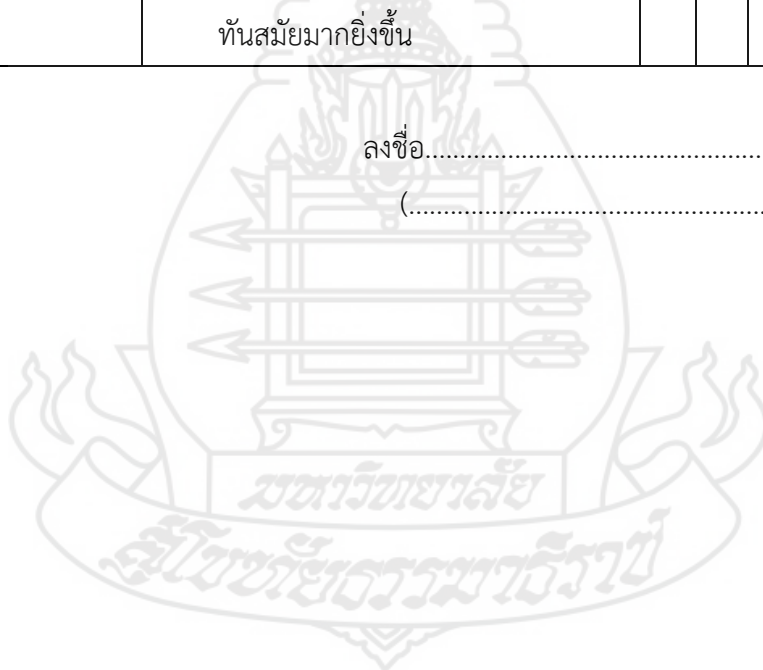 ทันสมัยมากยิ่งขึ้น
ลงชื่อ................................................
(....................................................
มหาวิทยาลัย
สุโขทัยธรรมาธิราช